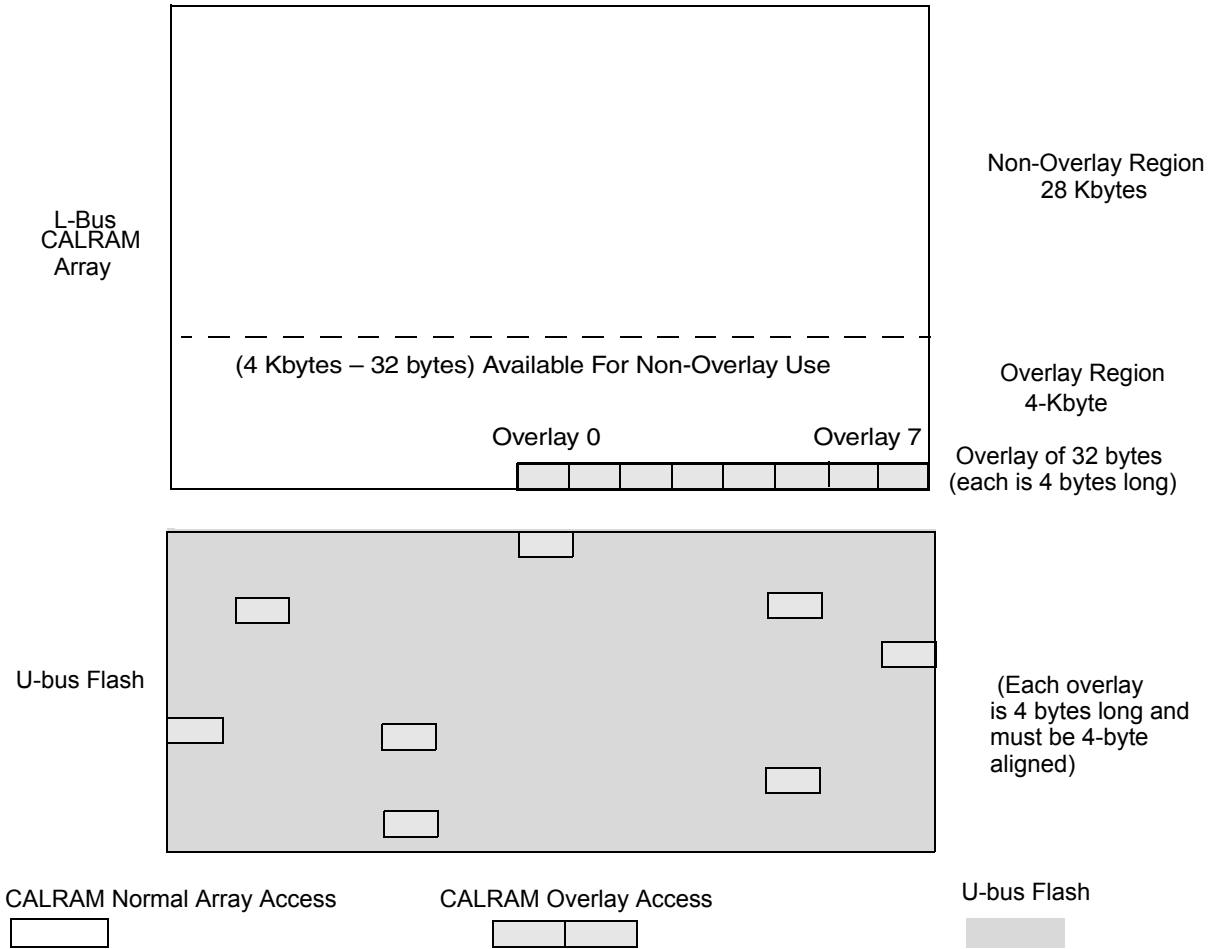 Non-Overlay Region
28 Kbytes
L-Bus
CALRAM
Array
(4 Kbytes – 32 bytes) Available For Non-Overlay Use
Overlay Region
4-Kbyte
Overlay 0
Overlay 7
Overlay of 32 bytes
(each is 4 bytes long)
U-bus Flash
(Each overlay
is 4 bytes long and
must be 4-byte
aligned)
CALRAM Normal Array Access
CALRAM Overlay Access
U-bus Flash